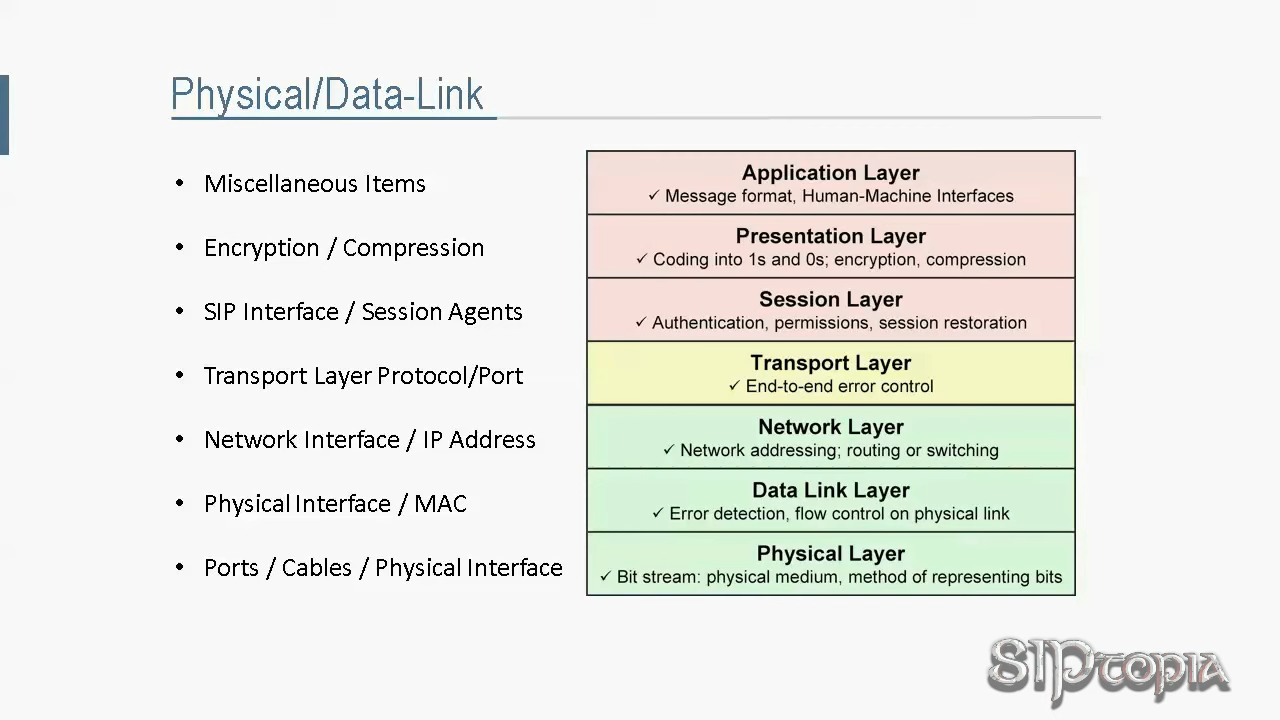 Physical/Data-Link
• Miscellaneous Items
• Encryption / Compression
• SIP Interface / Session Agents
• Transport Layer Protocol/Port
• Network Interface / IP Address
• Physical Interface / MAC
• Ports / Cables / Physical Interface
Application Layer
✓ Message format, Human-Machine Interfaces
Presentation Layer
✓ Coding into 1s and 0s; encryption, compression
Session Layer
✓ Authentication, permissions, session restoration
Transport Layer
✓ End-to-end error control
Network Layer
✓ Network addressing; routing or switching
Data Link Layer
✓ Error detection, flow control on physical link
Physical Layer
✓ Bit stream: physical medium, method of representing bits
SIPtopia